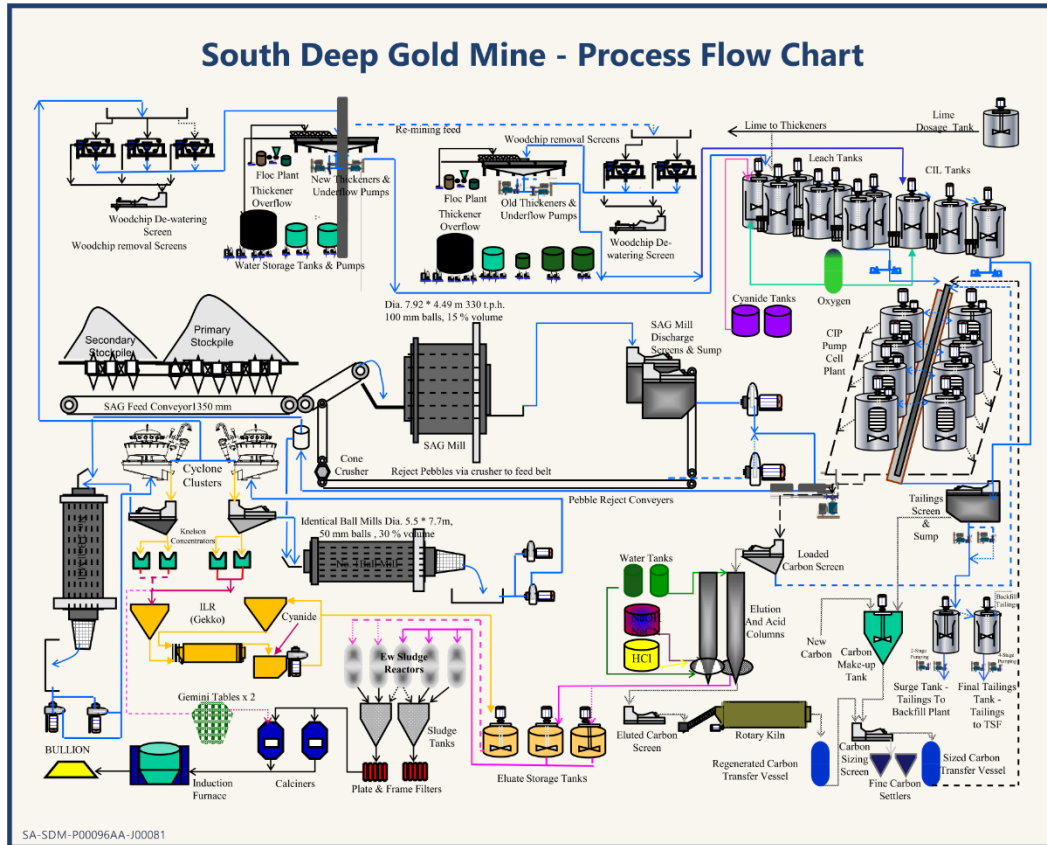 South Deep Gold Mine - Process Flow Chart
Lime
Dosage Tank
Lime to Thickeners
Re-mining feed
Woodchip removal Screens
Leach Tanks
CIL Tanks
Floc Plant
New Thickeners &
Underflow Pumps
Thickener
Overflow
Woodchip De-watering
Screen
Woodchip removal Screens
Water Storage Tanks & Pumps
Floc Plant
Old Thickeners &
Underflow Pumps
Thickener
Overflow
Woodchip De-
watering Screen
Cyanide Tanks
Oxygen
Dia. 7.92 * 4.49 m 330 t.p.h.
100 mm balls, 15 % volume
SAG Mill
Discharge
Screens & Sump
CIP
Pump
Cell
Plant
Secondary
Stockpile
Primary
Stockpile
SAG Feed Conveyor1350 mm
SAG Mill
Cone
Crusher
Reject Pebbles via crusher to feed belt
Pebble Reject Conveyers
Cyclone
Clusters
Identical Ball Mills Dia. 5.5 * 7.7m,
50 mm balls , 30 % volume
Knelson
Concentrators
Tailings
Screen
&
Sump
Loaded
Carbon Screen
Water Tanks
NaOH
NaCN
HCl
Elution
And Acid
Columns
ILR
(Gekko)
Cyanide
Ew Sludge
Reactors
Sludge
Tanks
Gemini Tables x 2
BULLION
Induction
Furnace
Calciners
Plate & Frame Filters
Eluate Storage Tanks
Eluted Carbon
Screen
Rotary Kiln
Regenerated Carbon
Transfer Vessel
New
Carbon
Carbon
Make-up
Tank
Backfill
Tailings
2-Stage
Pumping
4-Stage
Pumping
Surge Tank -
Tailings To
Backfill Plant
Final Tailings
Tank -
Tailings
to TSF
Carbon
Sizing
Screen
Fine Carbon
Settlers
Sized Carbon
Transfer Vessel
SA-SDM-P00096AA-J00081